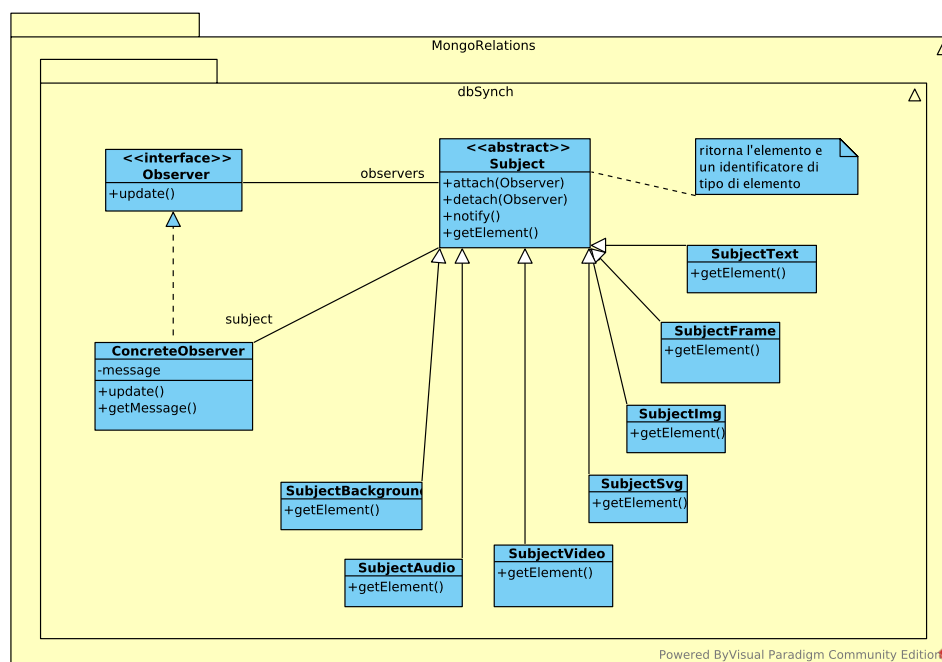 MongoRelations
dbSynch
<<interface>>
Observer
+update()
observers
<<abstract>>
Subject
+attach(Observer)
+detach(Observer)
+notify()
+getElement()
ritorna l'elemento e
un identificatore di
tipo di elemento
SubjectText
+getElement()
subject
SubjectFrame
+getElement()
ConcreteObserver
-message
+update()
+getMessage()
SubjectImg
+getElement()
SubjectBackground
+getElement()
SubjectSvg
+getElement()
SubjectAudio
+getElement()
SubjectVideo
+getElement()
Powered ByVisual Paradigm Community Edition